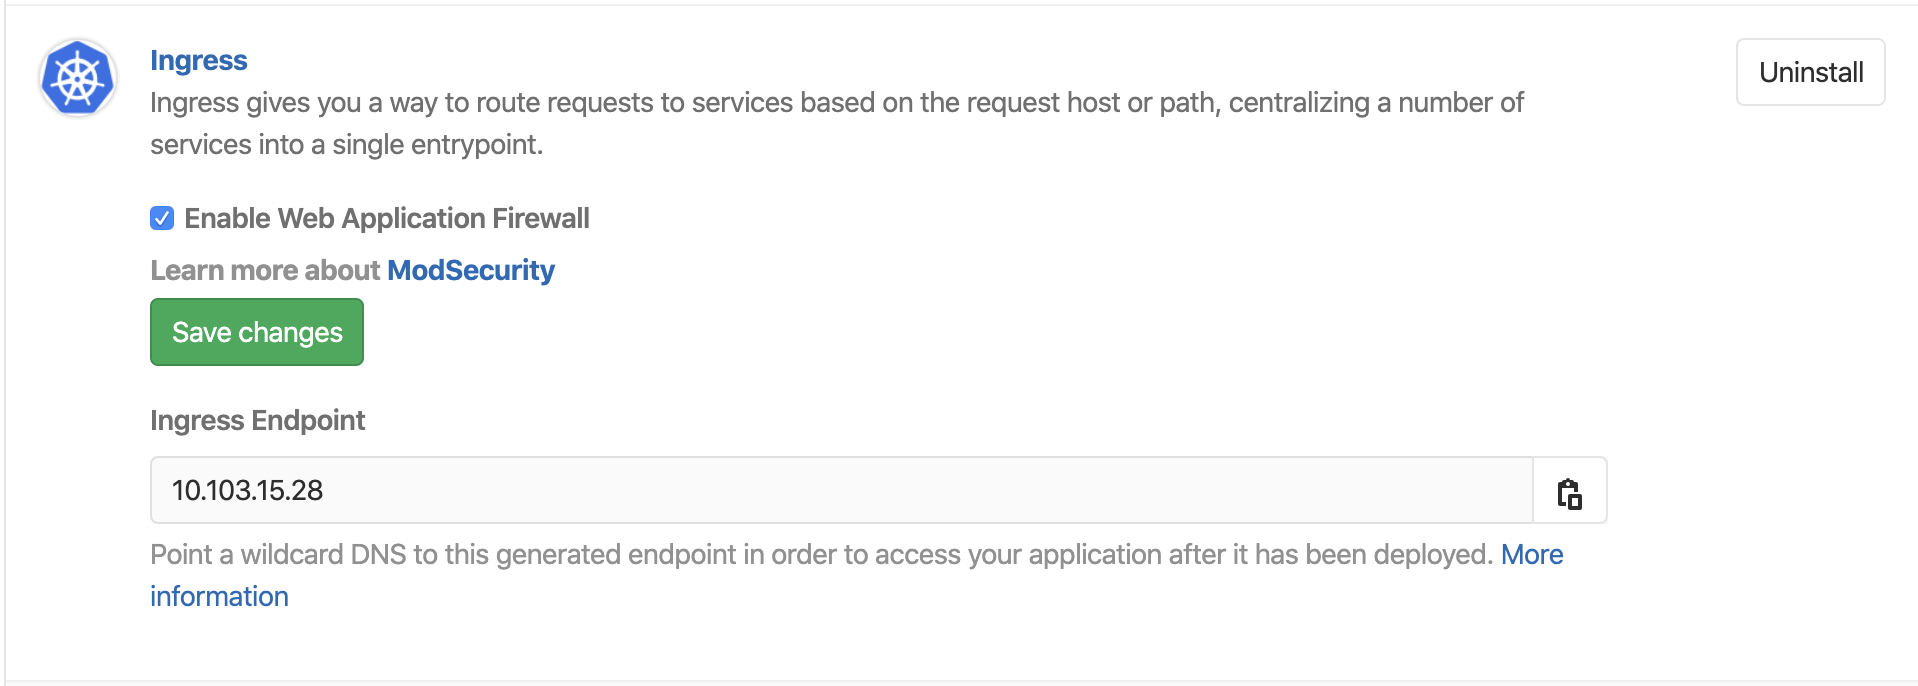 Ingress
Uninstall
Ingress gives you a way to route requests to services based on the request host or path, centralizing a number of
services into a single entrypoint.
Enable Web Application Firewall
Learn more about ModSecurity
Save changes
Ingress Endpoint
10.103.15.28
Point a wildcard DNS to this generated endpoint in order to access your application after it has been deployed. More
information